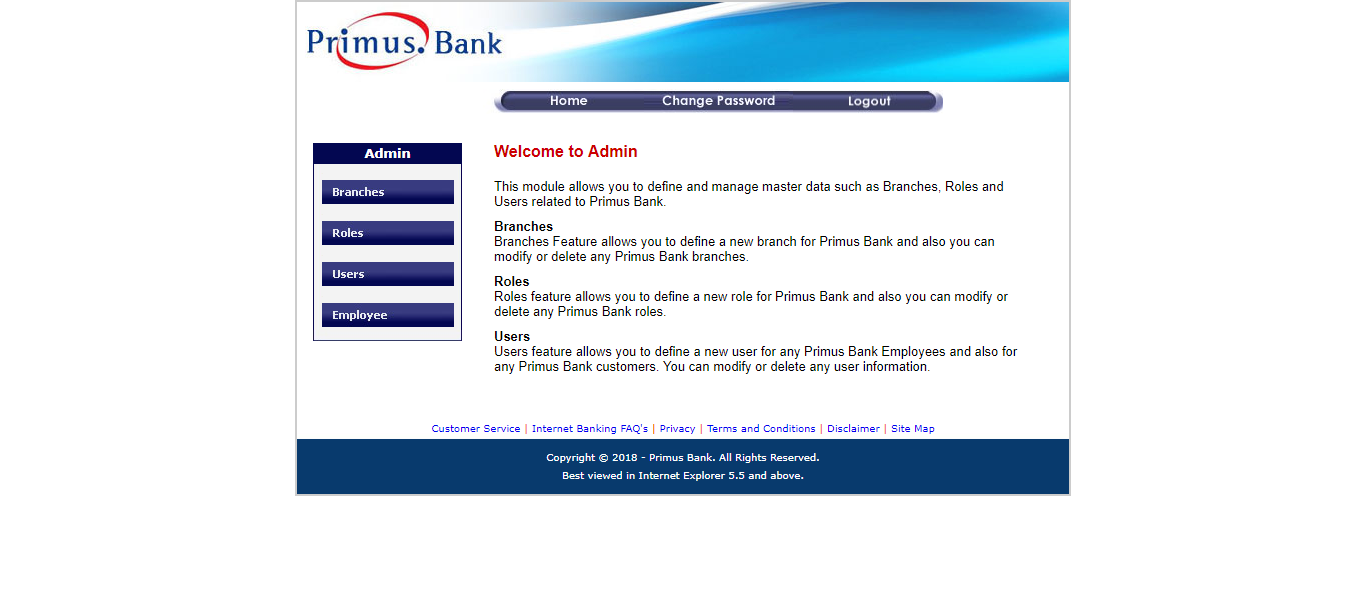 Primus. Bank
Home
Change Password
Logout
Admin
Branches
Roles
Users
Employee
Welcome to Admin
This module allows you to define and manage master data such as Branches, Roles and
Users related to Primus Bank.
Branches
Branches Feature allows you to define a new branch for Primus Bank and also you can
modify or delete any Primus Bank branches.
Roles
Roles feature allows you to define a new role for Primus Bank and also you can modify or
delete any Primus Bank roles.
Users
Users feature allows you to define a new user for any Primus Bank Employees and also for
any Primus Bank customers. You can modify or delete any user information.
Customer Service | Internet Banking FAQ's | Privacy | Terms and Conditions | Disclaimer | Site Map
Copyright © 2018 - Primus Bank. All Rights Reserved.
Best viewed in Internet Explorer 5.5 and above.